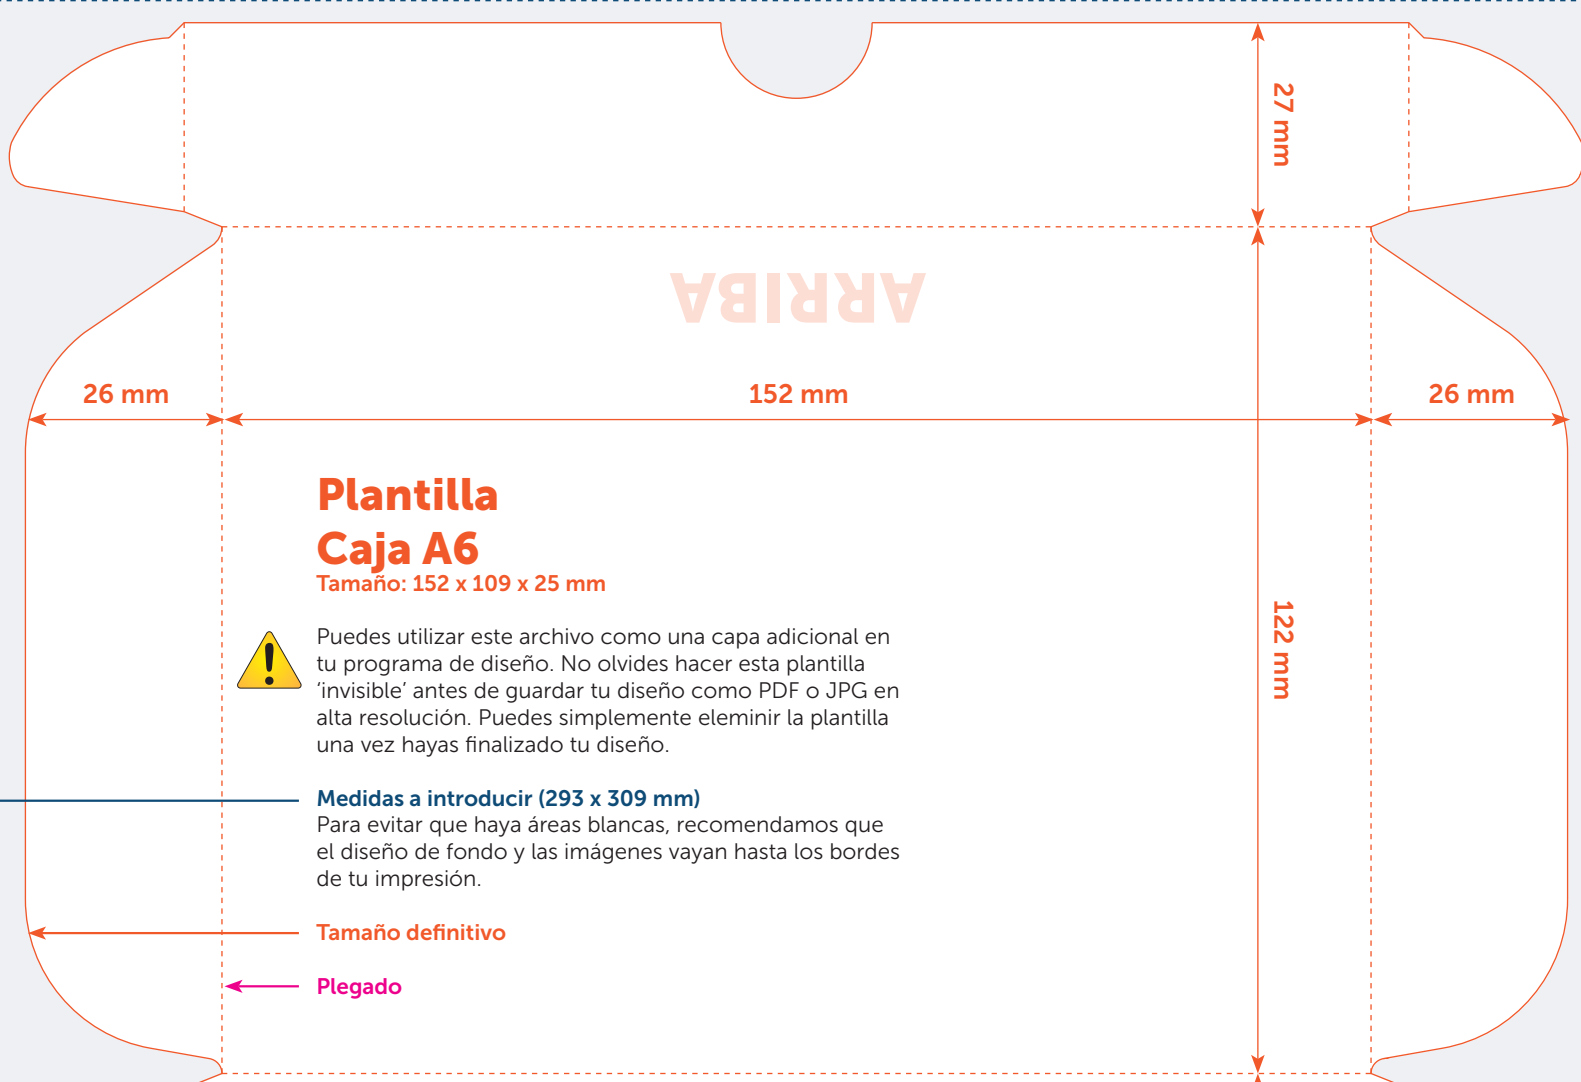 27 mm
ARRIBA
26 mm
152 mm
26 mm
Plantilla
Caja A6
Tamaño: 152 x 109 x 25 mm
Puedes utilizar este archivo como una capa adicional en
tu programa de diseño. No olvides hacer esta plantilla
‘invisible’ antes de guardar tu diseño como PDF o JPG en
alta resolución. Puedes simplemente eleminir la plantilla
una vez hayas finalizado tu diseño.
122 mm
Medidas a introducir (293 x 309 mm)
Para evitar que haya áreas blancas, recomendamos que
el diseño de fondo y las imágenes vayan hasta los bordes
de tu impresión.
Tamaño definitivo
Plegado